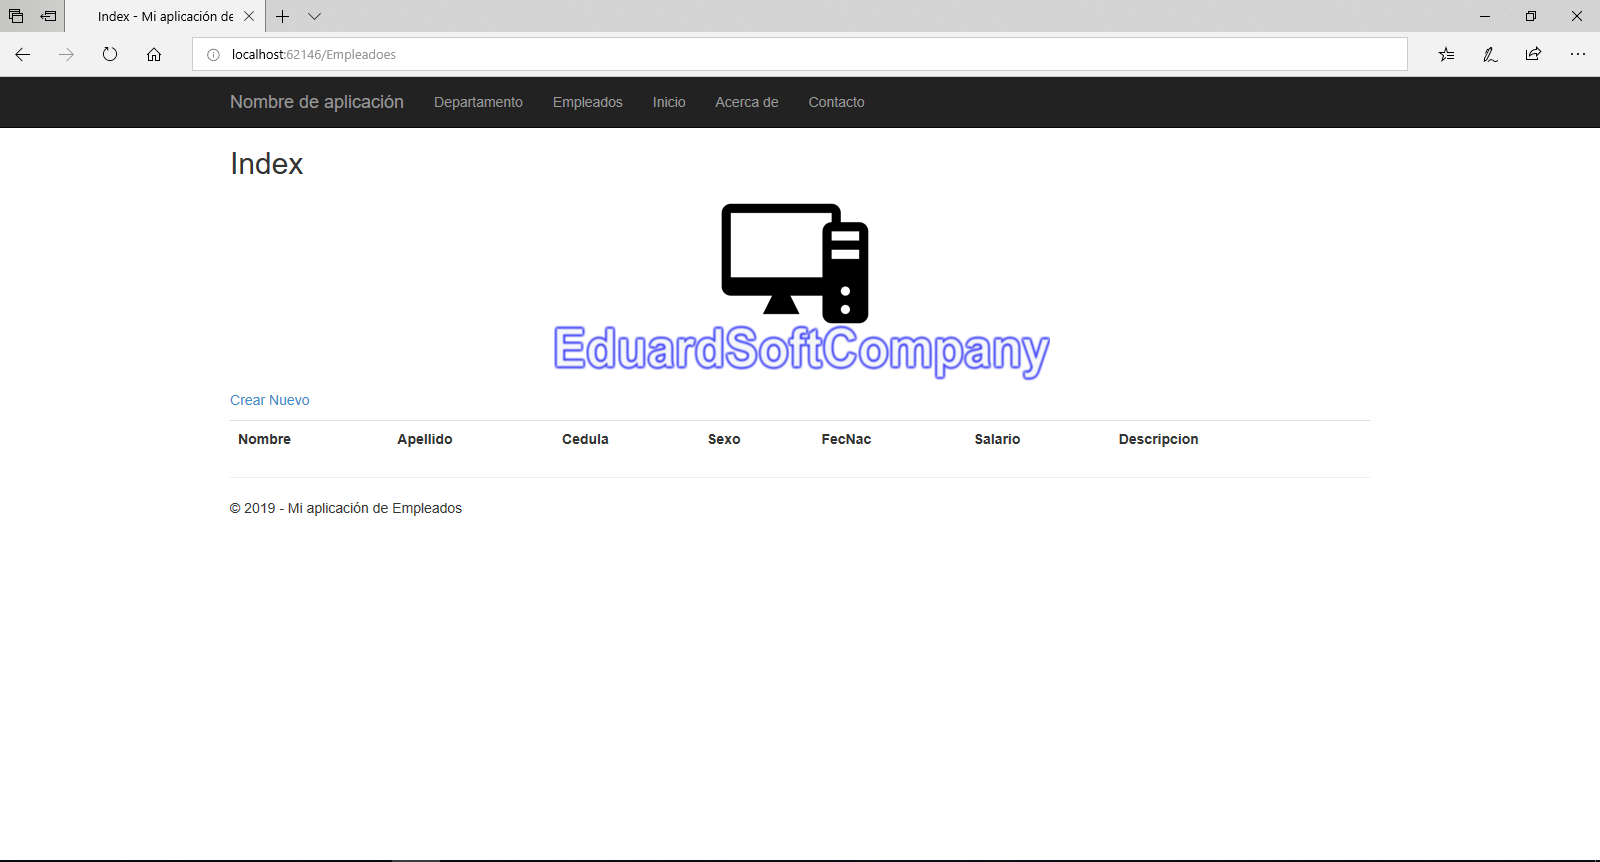 Index - Mi aplicación de
localhost:62146/Empleadoes
Nombre de aplicación Departamento Empleados Inicio Acerca de Contacto
Index
EduardSoftCompany
Crear Nuevo
Nombre Apellido Cedula Sexo FecNac Salario Descripcion
© 2019 - Mi aplicación de Empleados